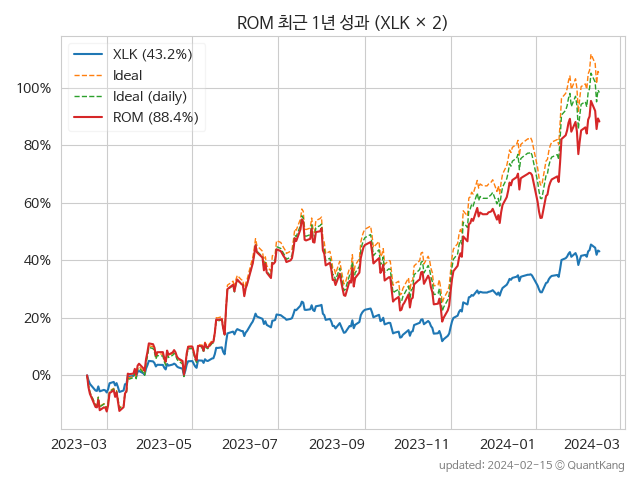 ROM 최근 1년 성과 (XLK × 2)
XLK (43.2%)
Ideal
Ideal (daily)
ROM (88.4%)
100%
80%
60%
40%
20%
0%
2023-03 2023-05 2023-07 2023-09 2023-11 2024-01 2024-03
updated: 2024-02-15 © QuantKang